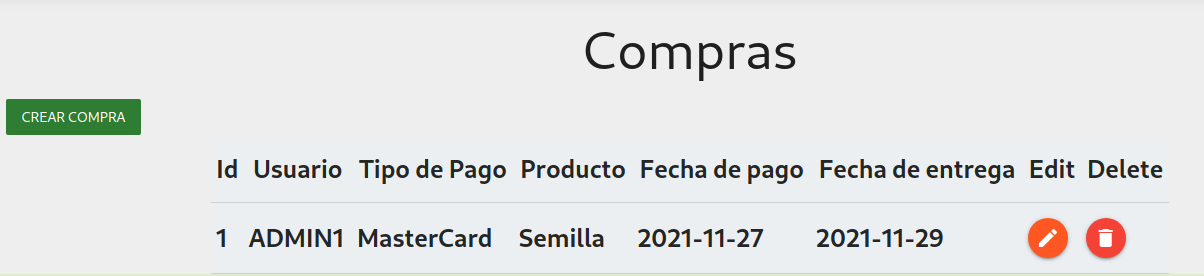 Compras
CREAR COMPRA
Id Usuario Tipo de Pago Producto Fecha de pago Fecha de entrega Edit Delete
1 ADMIN1 MasterCard Semilla 2021-11-27 2021-11-29